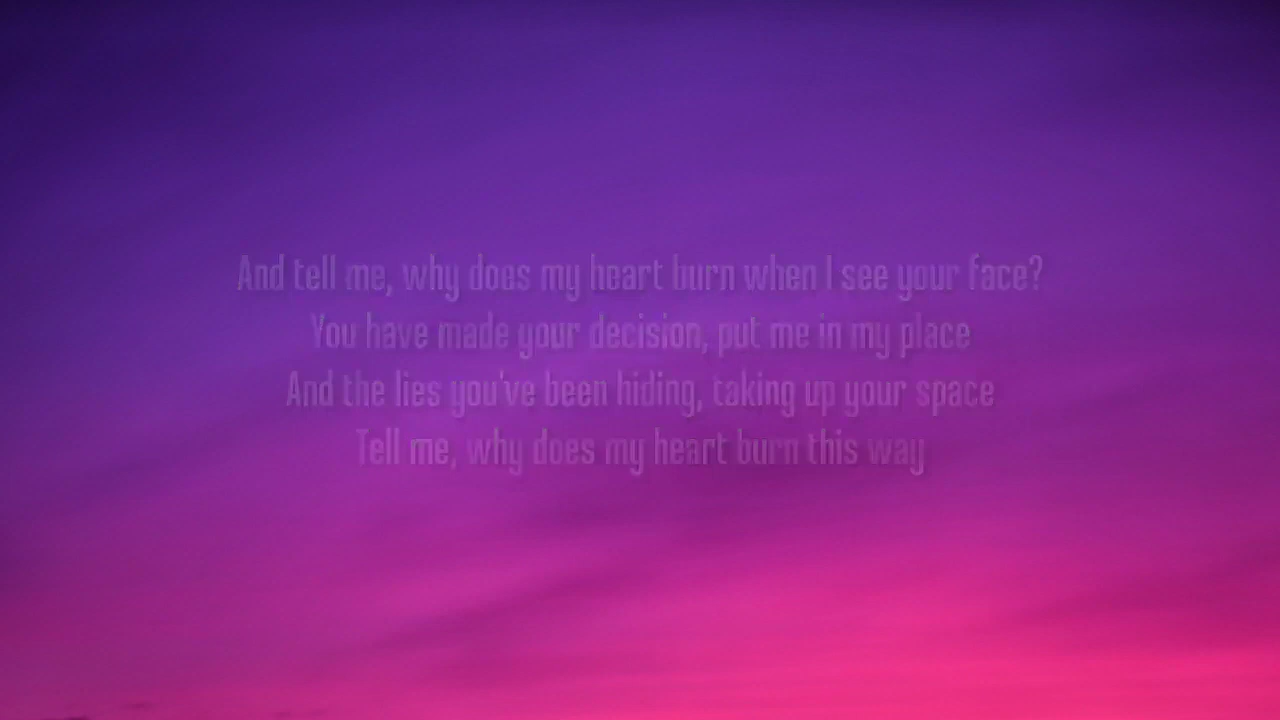 And tell me, why does my heart burn when I see your face?
You have made your decision, put me in my place
And the lies you've been hiding, taking up your space
Tell me, why does my heart burn this way